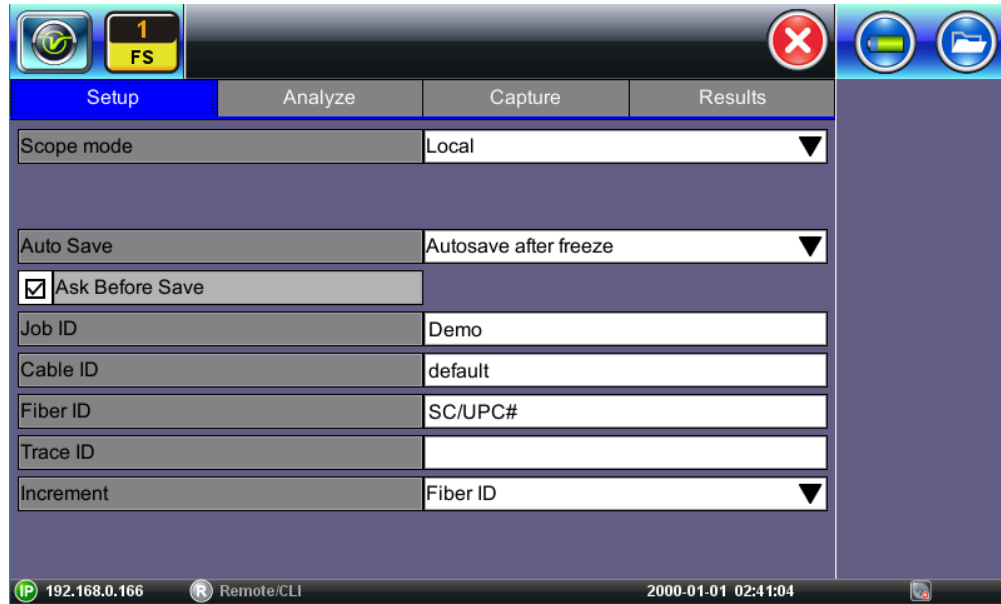 1
FS
Setup Analyze Capture Results
Scope mode Local
Auto Save Autosave after freeze
Ask Before Save
Job ID Demo
Cable ID default
Fiber ID SC/UPC#
Trace ID
Increment Fiber ID
IP 192.168.0.166 R Remote/CLI 2000-01-01 02:41:04